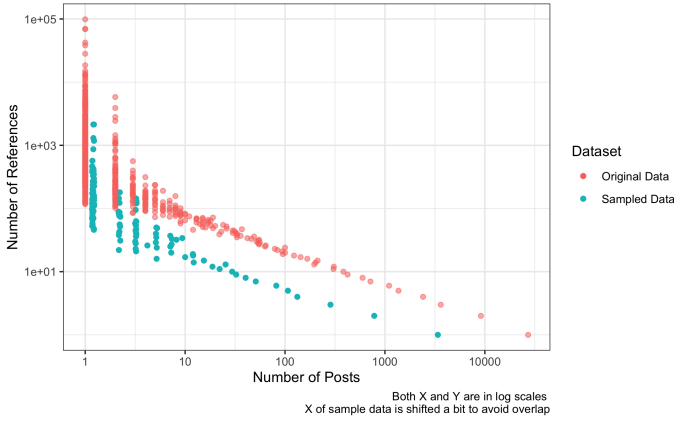 1e+05
1e+03
1e+01
Number of References
1 10 100 1000 10000
Number of Posts
Dataset
Original Data
Sampled Data
Both X and Y are in log scales
X of sample data is shifted a bit to avoid overlap